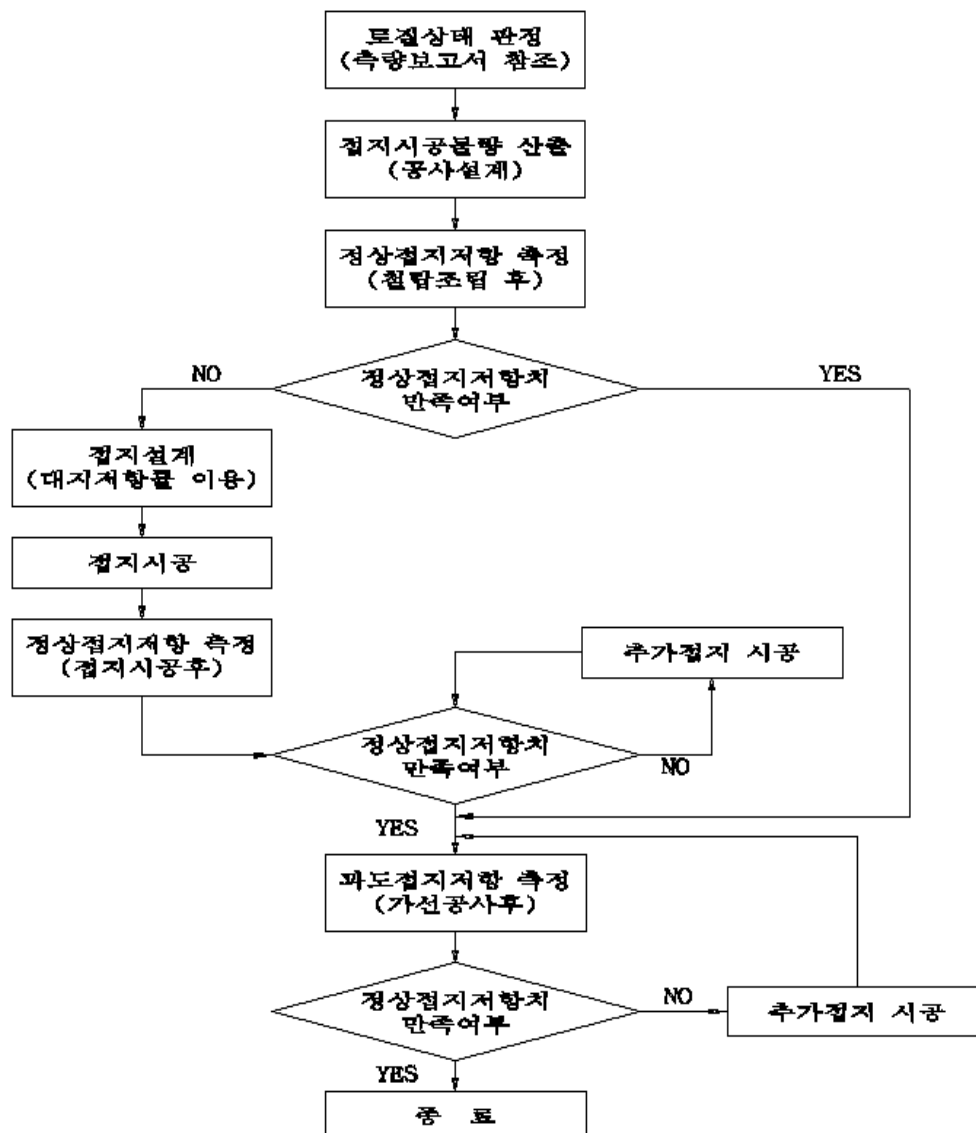 토질상태 판정
(측량보고서 참조)
접지시공물량 산출
(공사설계)
정상접지저항 측정
(철탑조립 후)
정상접지저항치
만족여부
NO
YES
접지설계
(대지저항률 이용)
접지시공
정상접지저항 측정
(접지시공후)
추가접지 시공
정상접지저항치
만족여부
NO
YES
과도접지저항 측정
(가선공사후)
정상접지저항치
만족여부
NO
추가접지 시공
YES
종 료